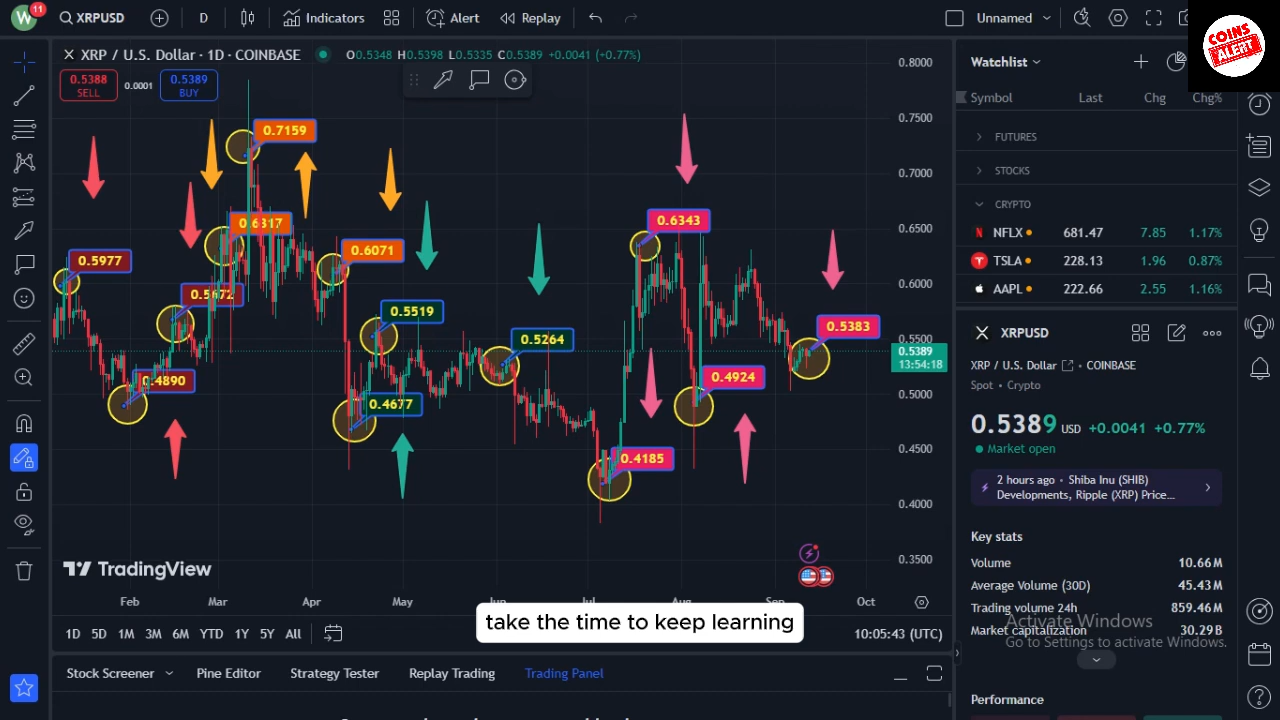 W
11
XRPUSD
D
Indicators
Alert
Replay
Unnamed
COINS
ALERT
XRP / U.S. Dollar · 1D · COINBASE
O0.5348 H0.5398 L0.5335 C0.5389 +0.0041 (+0.77%)
0.5388
SELL
0.0001
0.5389
BUY
0.8000
0.7500
0.7000
0.6500
0.6000
0.5500
0.5389
13:54:18
0.5000
0.4500
0.4000
0.3500
0.7159
0.6317
0.5977
0.6071
0.5672
0.5519
0.5264
0.4890
0.4677
0.6343
0.5383
0.4924
0.4185
TradingView
Feb
Mar
Apr
May
Jun
Jul
Aug
Sep
Oct
take the time to keep learning
1D 5D 1M 3M 6M YTD 1Y 5Y All
10:05:43 (UTC)
Stock Screener
Pine Editor
Strategy Tester
Replay Trading
Trading Panel
Watchlist
Symbol Last Chg Chg%
FUTURES
STOCKS
CRYPTO
NFLX 681.47 7.85 1.17%
TSLA 228.13 1.96 0.87%
AAPL 222.66 2.55 1.16%
XRPUSD
XRP / U.S. Dollar · COINBASE
Spot · Crypto
0.5389 USD +0.0041 +0.77%
Market open
2 hours ago · Shiba Inu (SHIB)
Developments, Ripple (XRP) Price...
Key stats
Volume 10.66M
Average Volume (30D) 45.43M
Trading volume 24h 859.46M
Market capitalization 30.29B
Activate Windows
Go to Settings to activate Windows.
Performance